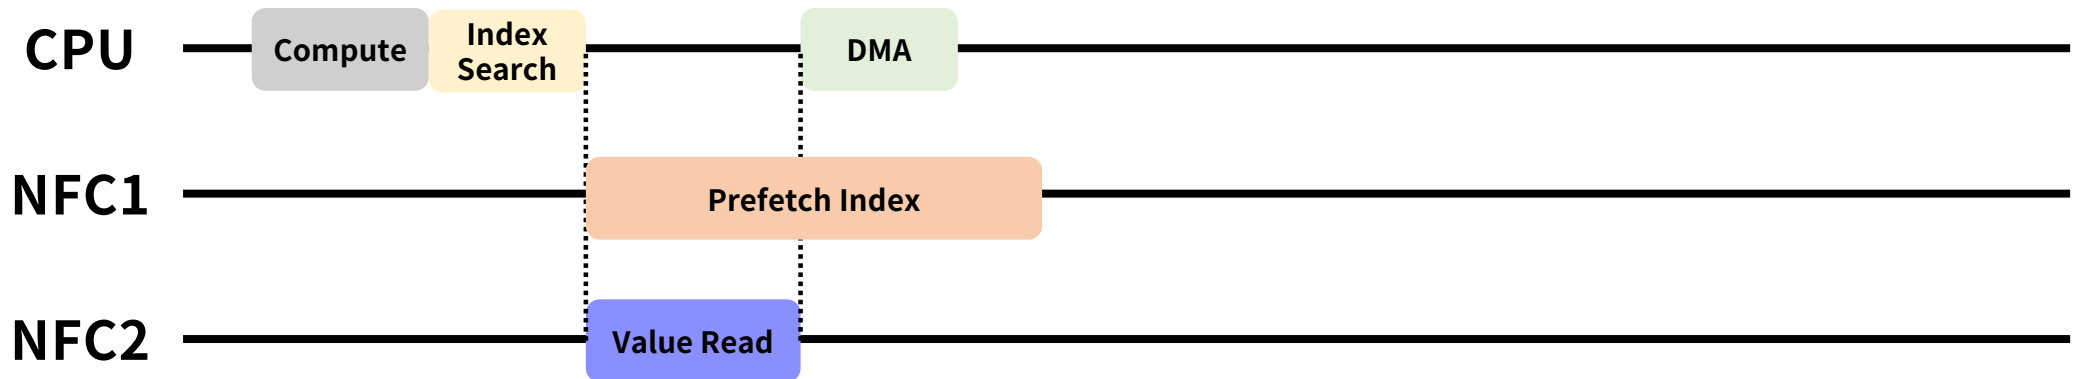 CPU
Compute
Index
Search
DMA
NFC1
Prefetch Index
NFC2
Value Read